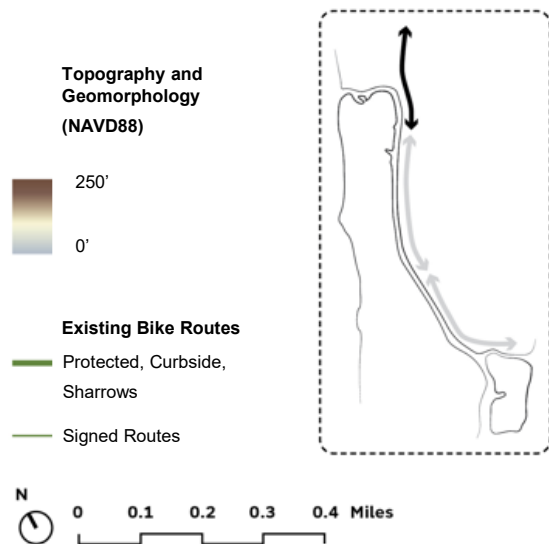 Topography and
Geomorphology
(NAVD88)
250’
0’
Existing Bike Routes
Protected, Curbside,
Sharrows
Signed Routes
N
0 0.1 0.2 0.3 0.4 Miles